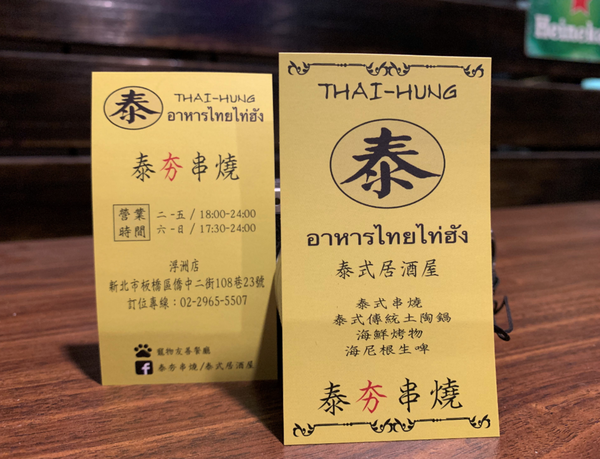 泰
THAI-HUNG
อาหารไทยไท่ฮัง
泰夯串燒
營業時間
二-五 / 18:00-24:00
六-日 / 17:30-24:00
浮洲店
新北市板橋區僑中二街108巷23號
訂位專線：02-2965-5507
寵物友善餐廳
泰夯串燒/泰式居酒屋
THAI-HUNG
泰
อาหารไทยไท่ฮัง
泰式居酒屋
泰式串燒
泰式傳統土陶鍋
海鮮烤物
海尼根生啤
泰夯串燒
Heineken